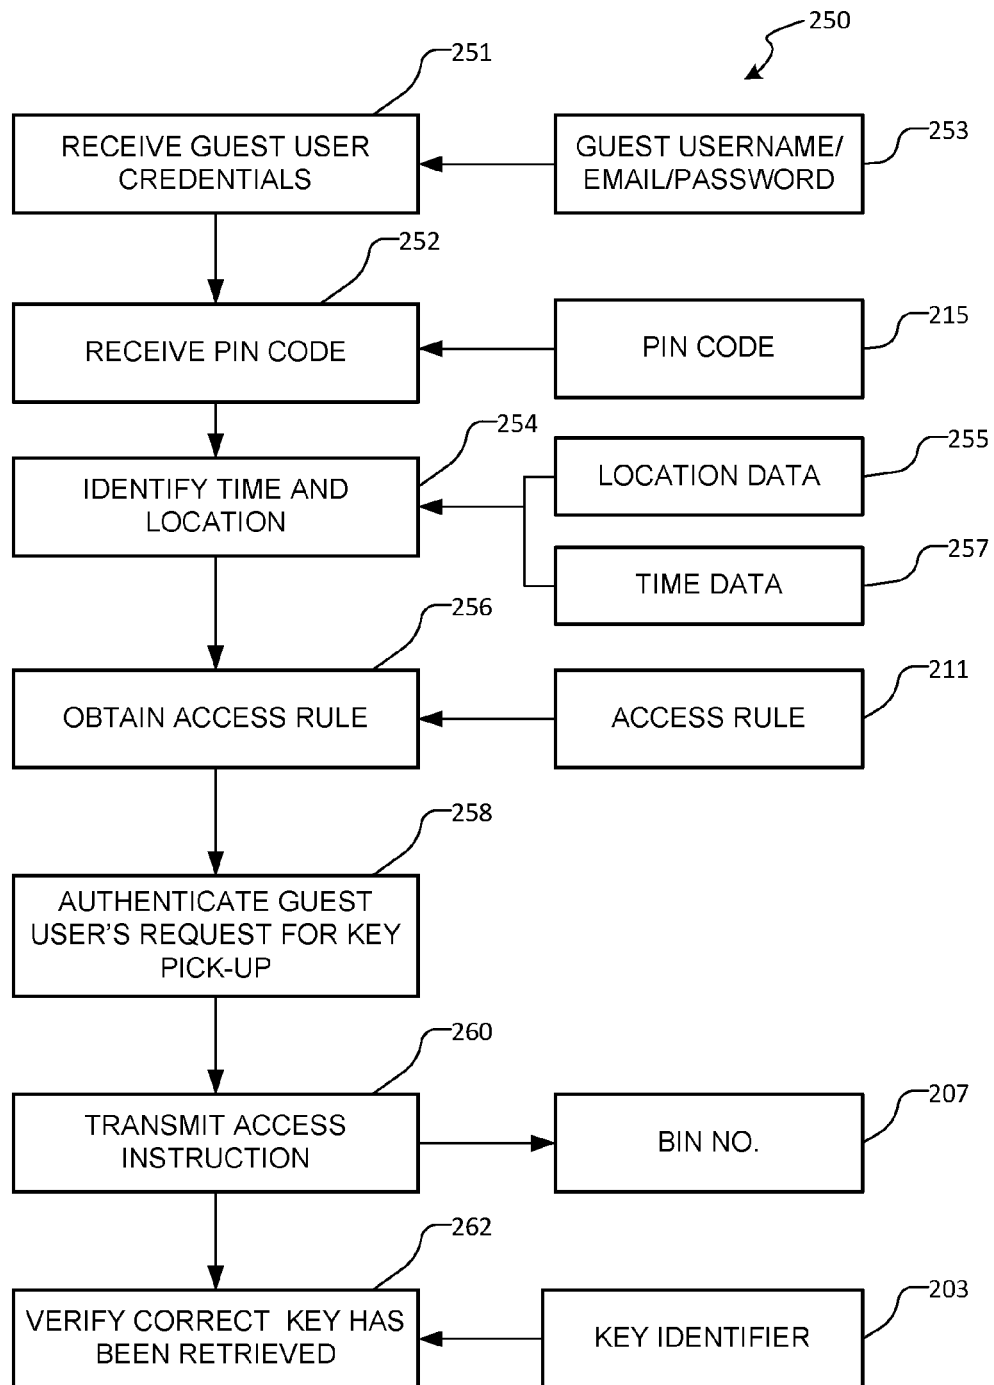 250
251
RECEIVE GUEST USER
CREDENTIALS
GUEST USERNAME/
EMAIL/PASSWORD
253
252
RECEIVE PIN CODE
PIN CODE
215
254
IDENTIFY TIME AND
LOCATION
LOCATION DATA
255
TIME DATA
257
256
OBTAIN ACCESS RULE
ACCESS RULE
211
258
AUTHENTICATE GUEST
USER'S REQUEST FOR KEY
PICK-UP
260
TRANSMIT ACCESS
INSTRUCTION
BIN NO.
207
262
VERIFY CORRECT KEY HAS
BEEN RETRIEVED
KEY IDENTIFIER
203